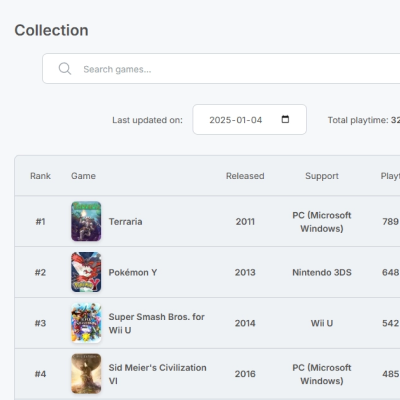 Collection
Search games...
Last updated on: 2025-01-04 Total playtime: 32
Rank Game Released Support Playt
#1 Terraria 2011 PC (Microsoft
Windows) 789
#2 Pokémon Y 2013 Nintendo 3DS 648
#3 Super Smash Bros. for
Wii U 2014 Wii U 542
#4 Sid Meier's Civilization
VI 2016 PC (Microsoft
Windows) 485